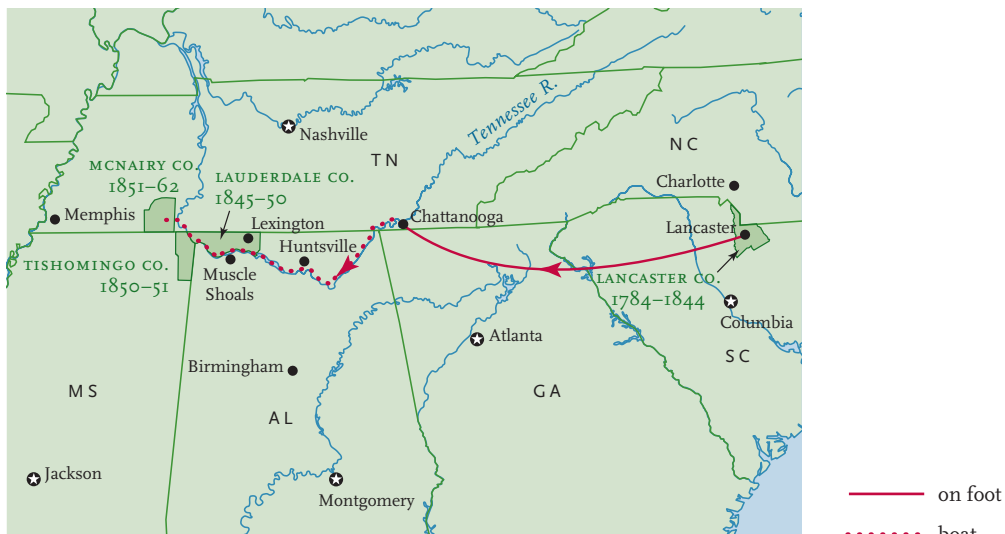 Tennessee R.
Nashville
TN
NC
MCNAIRY CO.
1851–62
LAUDERDALE CO.
1845–50
Charlotte
Memphis
Lexington
Chattanooga
Lancaster
Huntsville
TISHOMINGO CO.
1850–51
Muscle
Shoals
LANCASTER CO.
1784–1844
Columbia
Atlanta
SC
Birmingham
MS
AL
GA
Jackson
Montgomery
on foot
boat